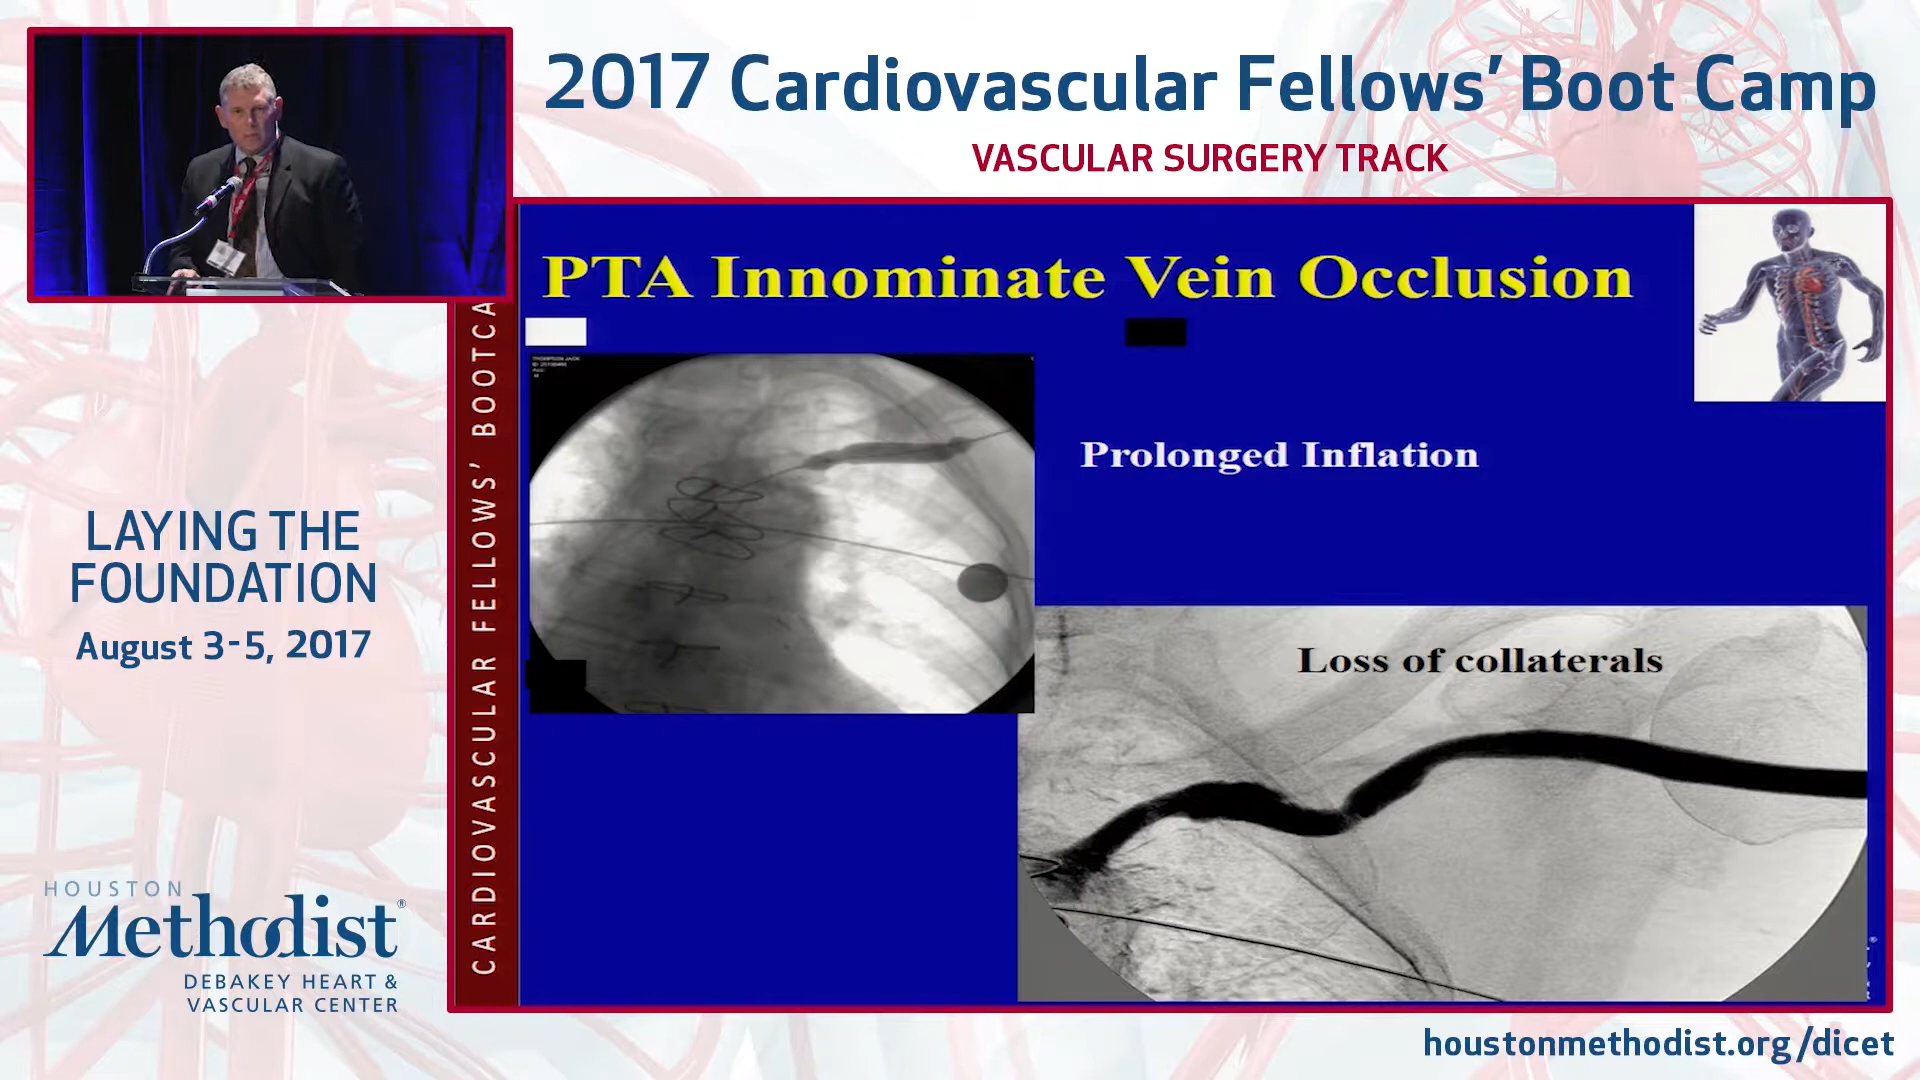 2017 Cardiovascular Fellows' Boot Camp
VASCULAR SURGERY TRACK
PTA Innominate Vein Occlusion
Prolonged Inflation
Loss of collaterals
CARDIOVASCULAR FELLOWS' BOOTCA
LAYING THE
FOUNDATION
August 3-5, 2017
HOUSTON
Methodist®
DEBAKEY HEART &
VASCULAR CENTER
houstonmethodist.org/dicet